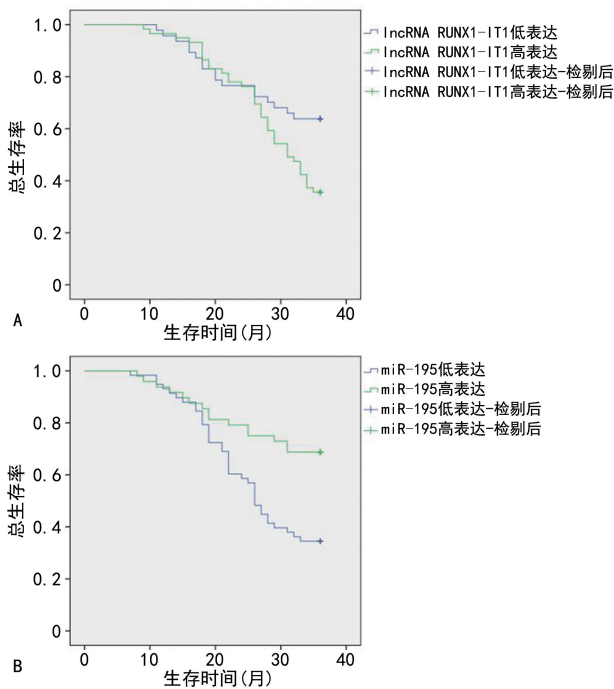 1.0
0.8
0.6
0.4
0.2
0
总生存率
0 10 20 30 40
生存时间(月)
A
lncRNA RUNX1-IT1低表达
lncRNA RUNX1-IT1高表达
lncRNA RUNX1-IT1低表达-检剔后
lncRNA RUNX1-IT1高表达-检剔后
1.0
0.8
0.6
0.4
0.2
0
总生存率
0 10 20 30 40
生存时间(月)
B
miR-195低表达
miR-195高表达
miR-195低表达-检剔后
miR-195高表达-检剔后